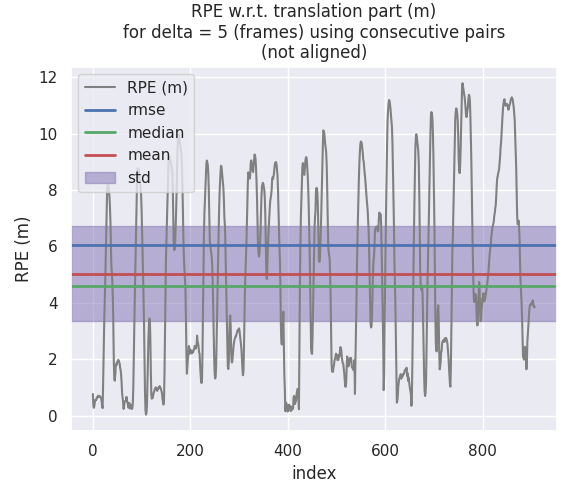 RPE w.r.t. translation part (m)
for delta = 5 (frames) using consecutive pairs
(not aligned)
12
10
8
6
4
2
0
RPE (m)
RPE (m)
rmse
median
mean
std
0
200
400
600
800
index